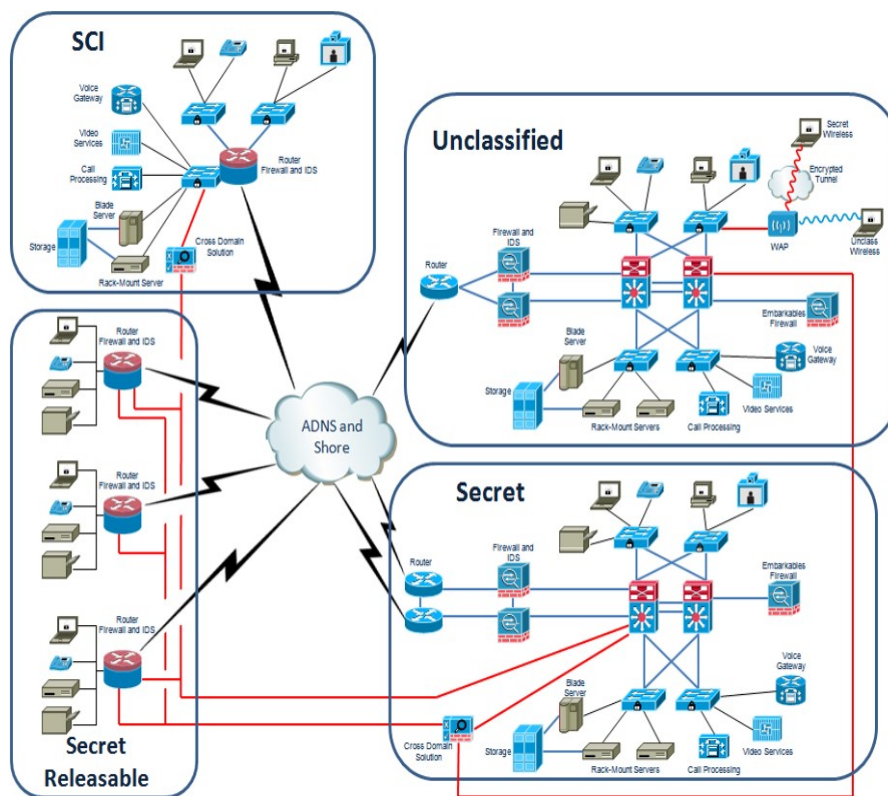 SCI
Voice
Gateway
Video
Services
Call
Processing
Blade
Server
Storage
Rack-Mount Server
Router
Firewall and IDS
Cross Domain
Solution
Unclassified
Secret
Wireless
Encrypted
Tunnel
WAP
Unclass
Wireless
Firewall and
IDS
Router
Embarkables
Firewall
Blade
Server
Storage
Rack-Mount Servers
Call Processing
Video Services
Voice
Gateway
Router
Firewall and IDS
Router
Firewall and IDS
Router
Firewall and IDS
Secret
Releasable
ADNS and
Shore
Secret
Router
Firewall and
IDS
Embarkables
Firewall
Blade
Server
Storage
Rack-Mount Servers
Call Processing
Video Services
Voice
Gateway
Cross Domain
Solution